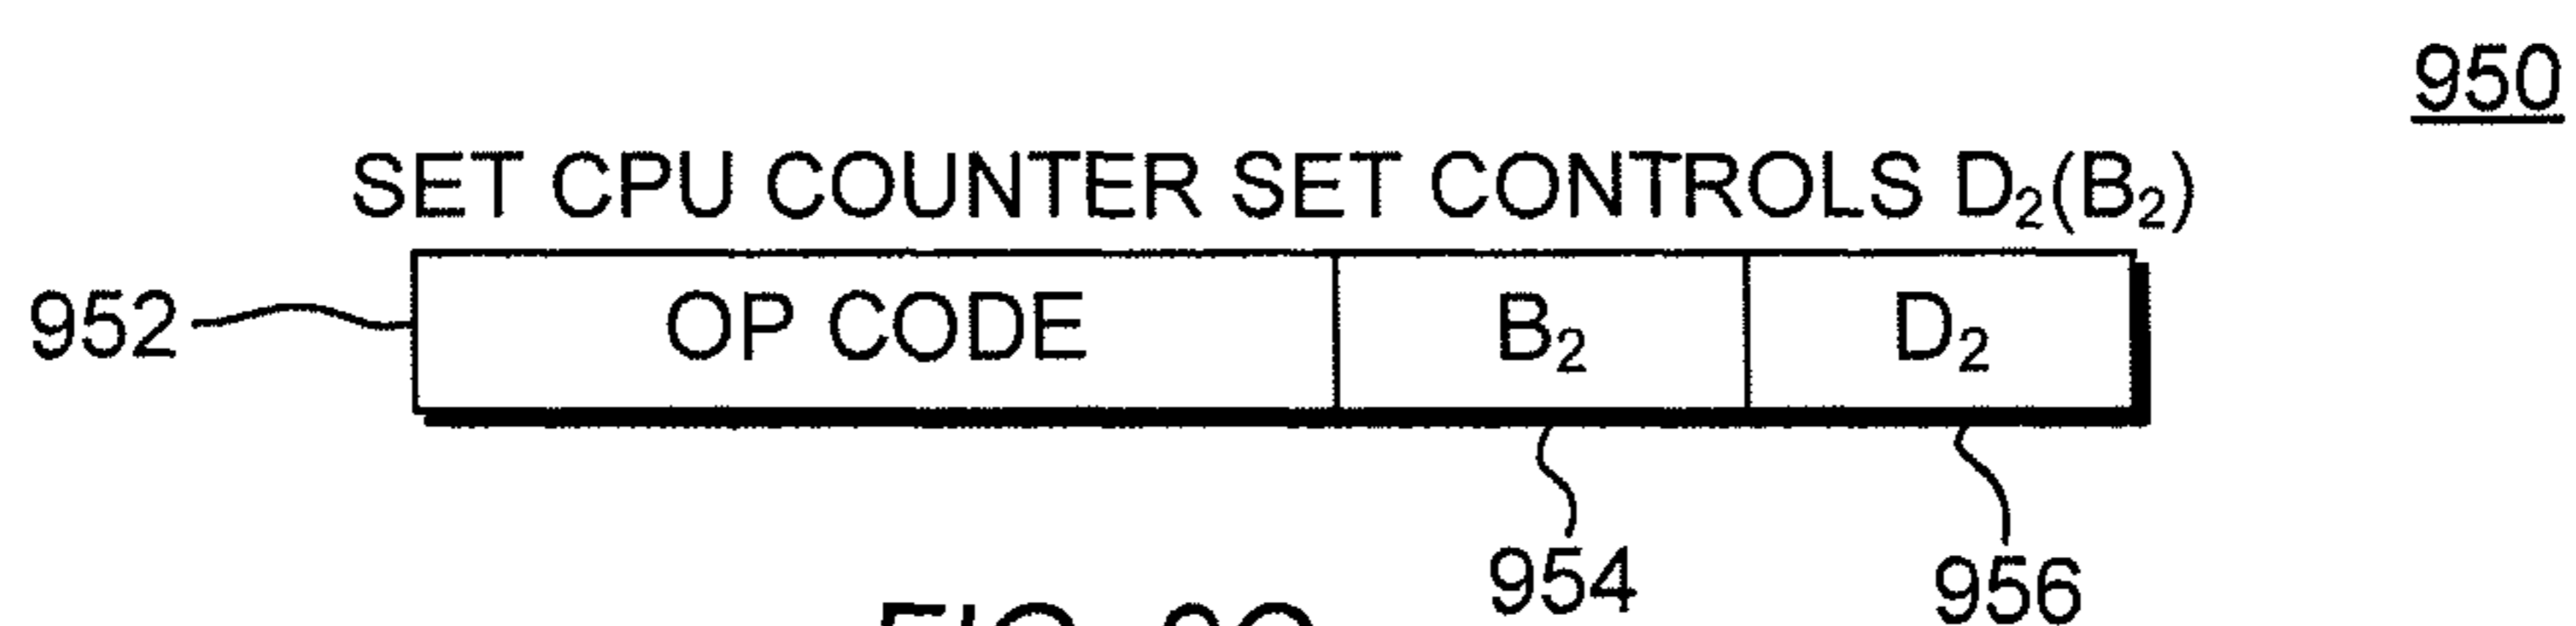 950
SET CPU COUNTER SET CONTROLS D₂(B₂)
952 OP CODE B₂ D₂
954 956